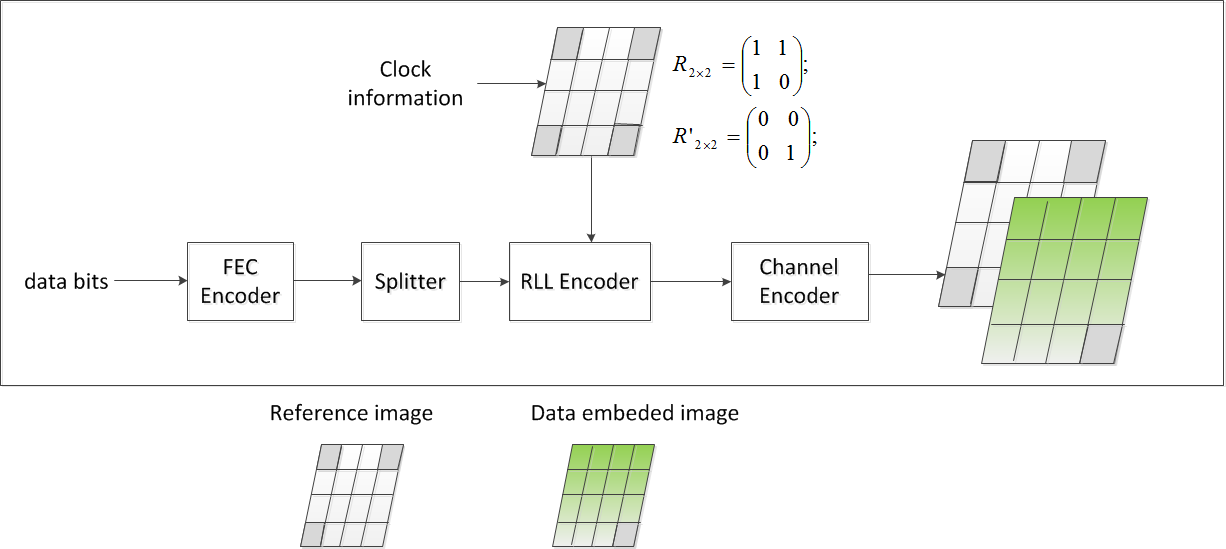 Clock
information
R2×2 = (1 1
1 0);
R'2×2 = (0 0
0 1);
data bits
FEC
Encoder
Splitter
RLL Encoder
Channel
Encoder
Reference image
Data embeded image